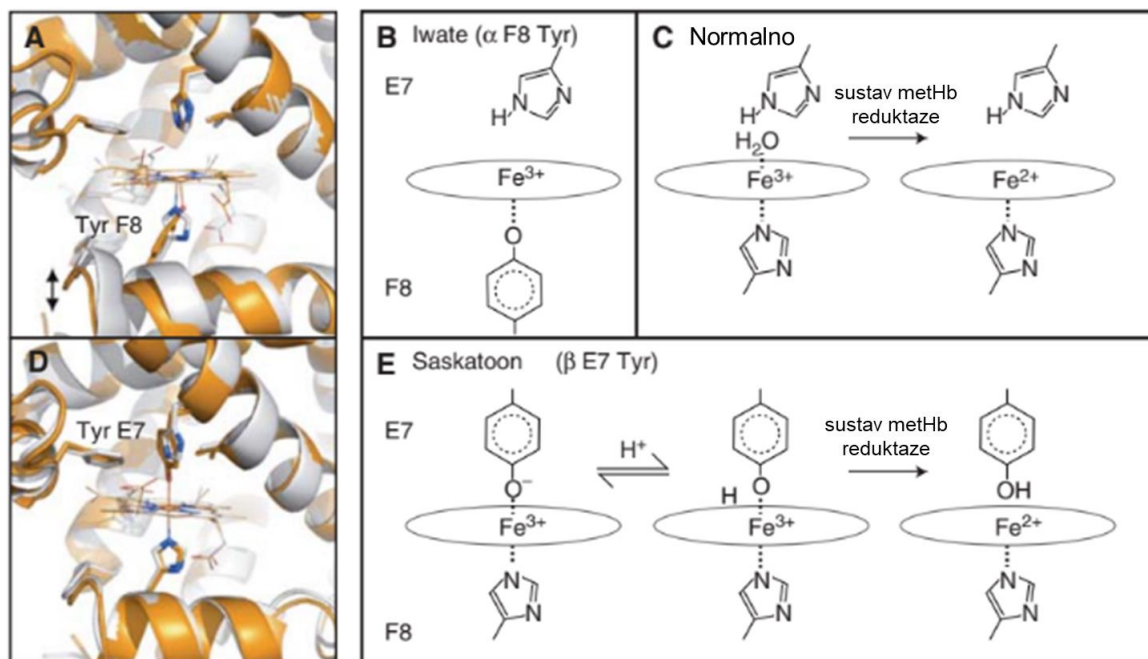 A
Tyr F8
B Iwate (α F8 Tyr)
E7
Fe3+
O
F8
C Normalno
N
H
N
H2O
Fe3+
N
N
sustav metHb
reduktaze
N
H
N
Fe2+
N
N
D
Tyr E7
E Saskatoon (β E7 Tyr)
E7
O−
Fe3+
N
N
F8
H+
H
O
Fe3+
N
N
sustav metHb
reduktaze
OH
Fe2+
N
N